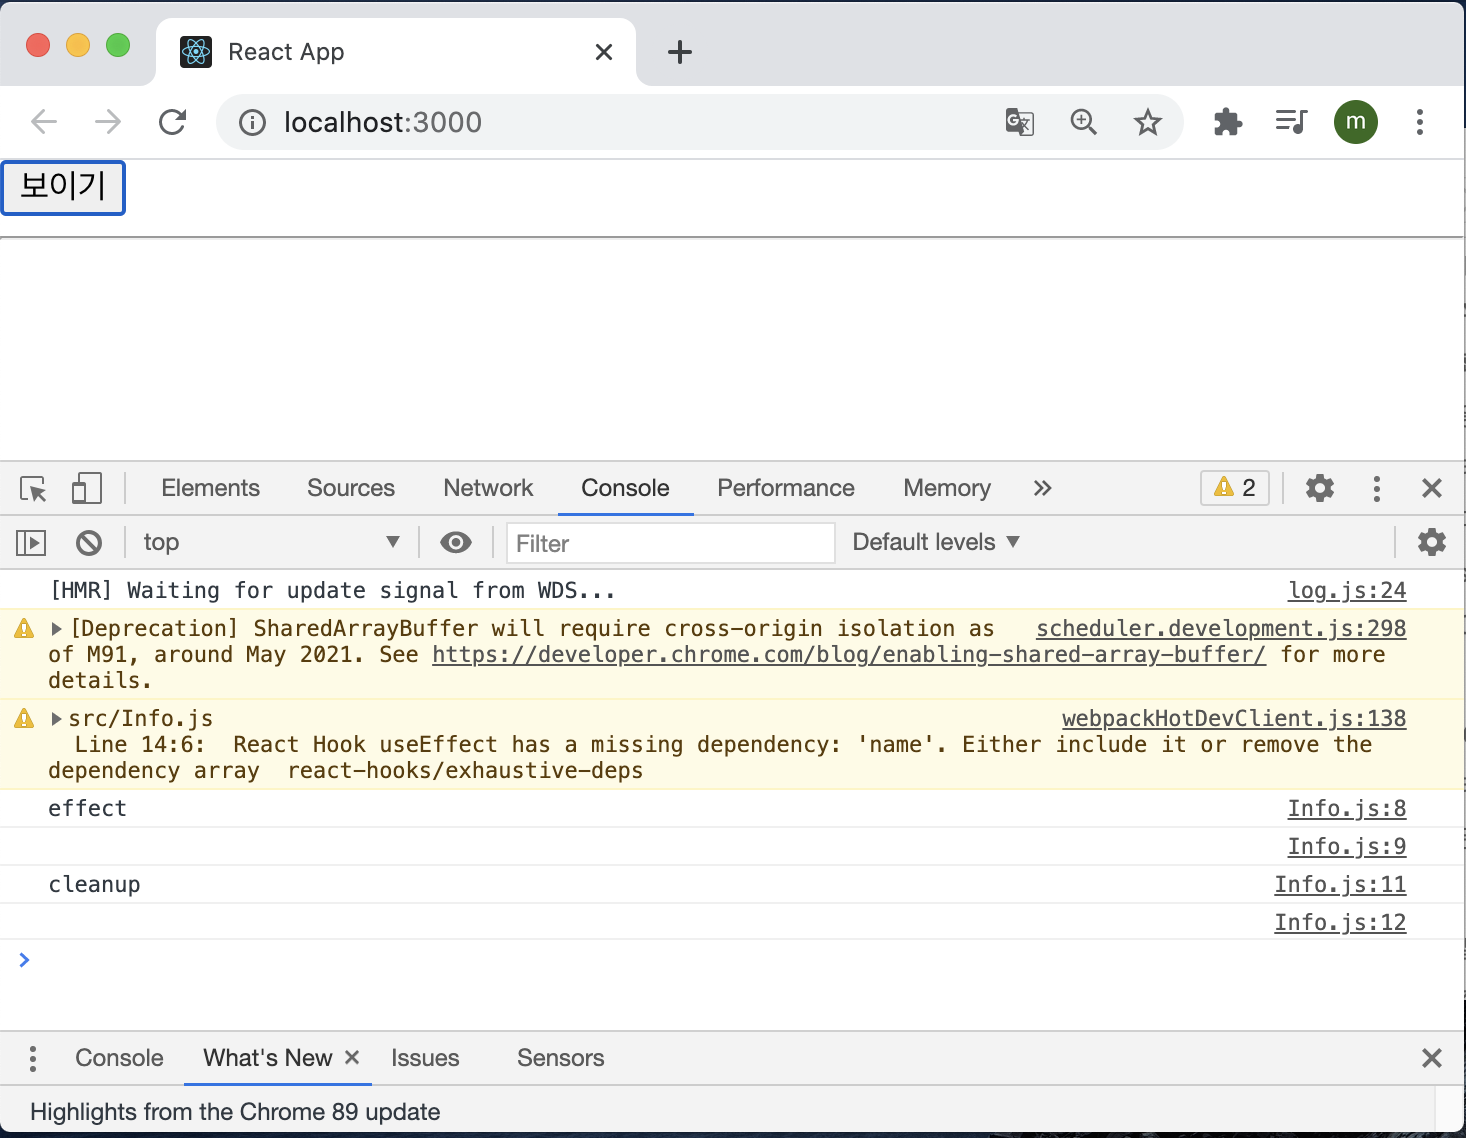 React App
localhost:3000
m
보이기
Elements Sources Network Console Performance Memory 2
top Filter Default levels
[HMR] Waiting for update signal from WDS... log.js:24
[Deprecation] SharedArrayBuffer will require cross-origin isolation as scheduler.development.js:298
of M91, around May 2021. See https://developer.chrome.com/blog/enabling-shared-array-buffer/ for more
details.
src/Info.js webpackHotDevClient.js:138
Line 14:6: React Hook useEffect has a missing dependency: 'name'. Either include it or remove the
dependency array react-hooks/exhaustive-deps
effect Info.js:8
Info.js:9
cleanup Info.js:11
Info.js:12
Console What's New Issues Sensors
Highlights from the Chrome 89 update